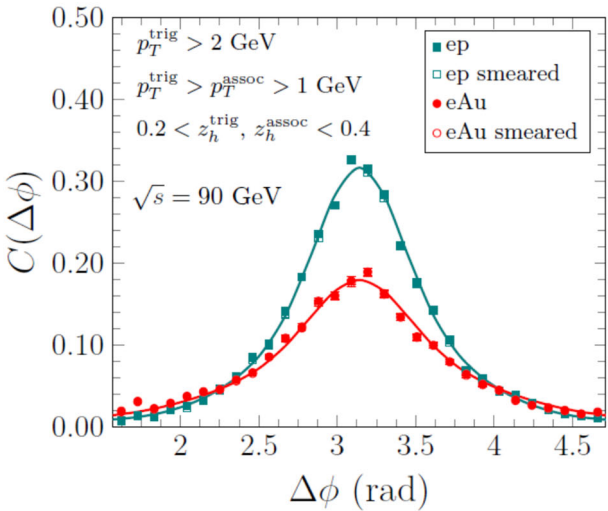 0.50
0.40
0.30
0.20
0.10
0.00
C(Δϕ)
p_T^trig > 2 GeV
p_T^trig > p_T^assoc > 1 GeV
0.2 < z_h^trig, z_h^assoc < 0.4
√s = 90 GeV
ep
ep smeared
eAu
eAu smeared
2 2.5 3 3.5 4 4.5
Δϕ (rad)